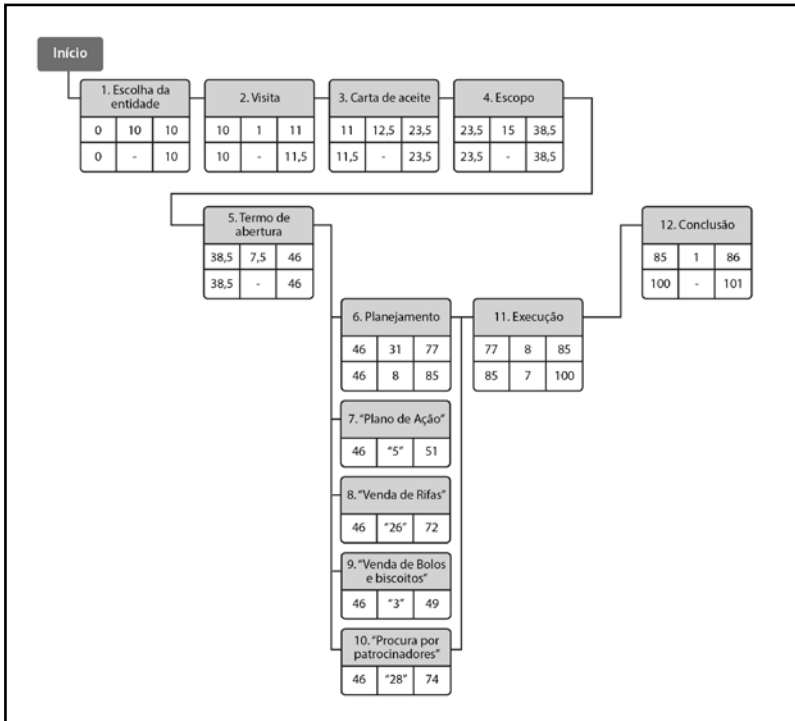 Início
1. Escolha da
entidade
0 10 10
0 - 10
2. Visita
10 1 11
10 - 11,5
3. Carta de aceite
11 12,5 23,5
11,5 - 23,5
4. Escopo
23,5 15 38,5
23,5 - 38,5
5. Termo de
abertura
38,5 7,5 46
38,5 - 46
6. Planejamento
46 31 77
46 8 85
7. “Plano de Ação”
46 “5” 51
8. “Venda de Rifas”
46 “26” 72
9. “Venda de Bolos
e biscoitos”
46 “3” 49
10. “Procura por
patrocinadores”
46 “28” 74
11. Execução
77 8 85
85 7 100
12. Conclusão
85 1 86
100 - 101